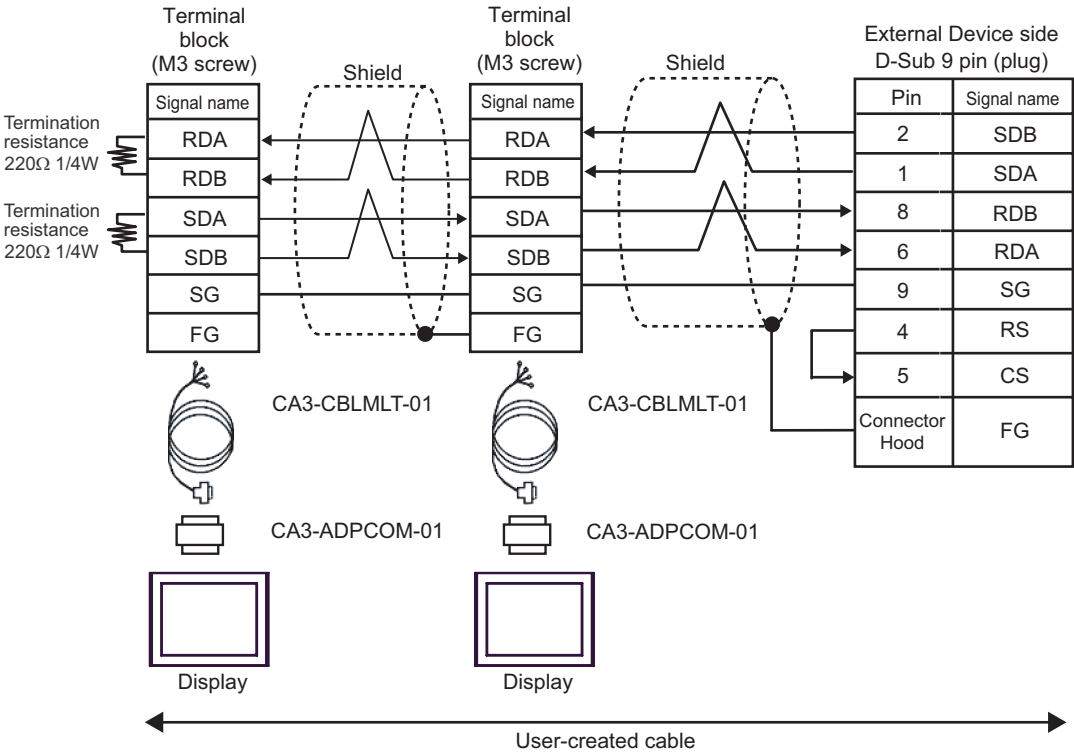 Terminal
block
(M3 screw)
Terminal
block
(M3 screw)
External Device side
D-Sub 9 pin (plug)
Shield
Shield
Termination
resistance
220Ω 1/4W
Termination
resistance
220Ω 1/4W
Signal name
RDA
RDB
SDA
SDB
SG
FG
Signal name
RDA
RDB
SDA
SDB
SG
FG
Pin Signal name
2 SDB
1 SDA
8 RDB
6 RDA
9 SG
4 RS
5 CS
Connector
Hood
FG
CA3-CBLMLT-01
CA3-CBLMLT-01
CA3-ADPCOM-01
CA3-ADPCOM-01
Display
Display
User-created cable